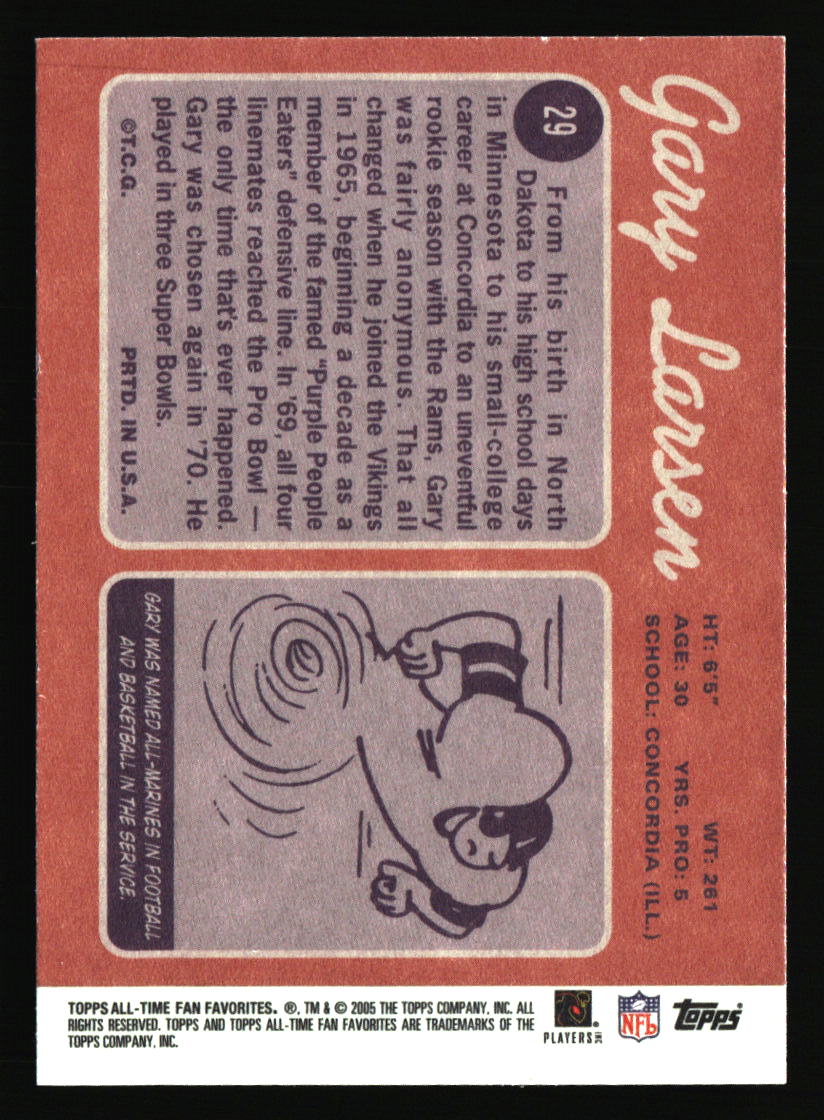 Gary Larsen
HT: 6'5" WT: 261
AGE: 30 YRS. PRO: 5
SCHOOL: CONCORDIA (ILL.)
29
From his birth in North
Dakota to his high school days
in Minnesota to his small-college
career at Concordia to an uneventful
rookie season with the Rams, Gary
was fairly anonymous. That all
changed when he joined the Vikings
in 1965, beginning a decade as a
member of the famed "Purple People
Eaters" defensive line. In '69, all four
linemates reached the Pro Bowl —
the only time that's ever happened.
Gary was chosen again in '70. He
played in three Super Bowls.
©T.C.G. PRTD. IN U.S.A.
GARY WAS NAMED ALL-MARINES IN FOOTBALL
AND BASKETBALL IN THE SERVICE.
TOPPS ALL-TIME FAN FAVORITES. ®, TM & © 2005 THE TOPPS COMPANY, INC. ALL
RIGHTS RESERVED. TOPPS AND TOPPS ALL-TIME FAN FAVORITES ARE TRADEMARKS OF THE
TOPPS COMPANY, INC.
PLAYERS INC
NFL
topps